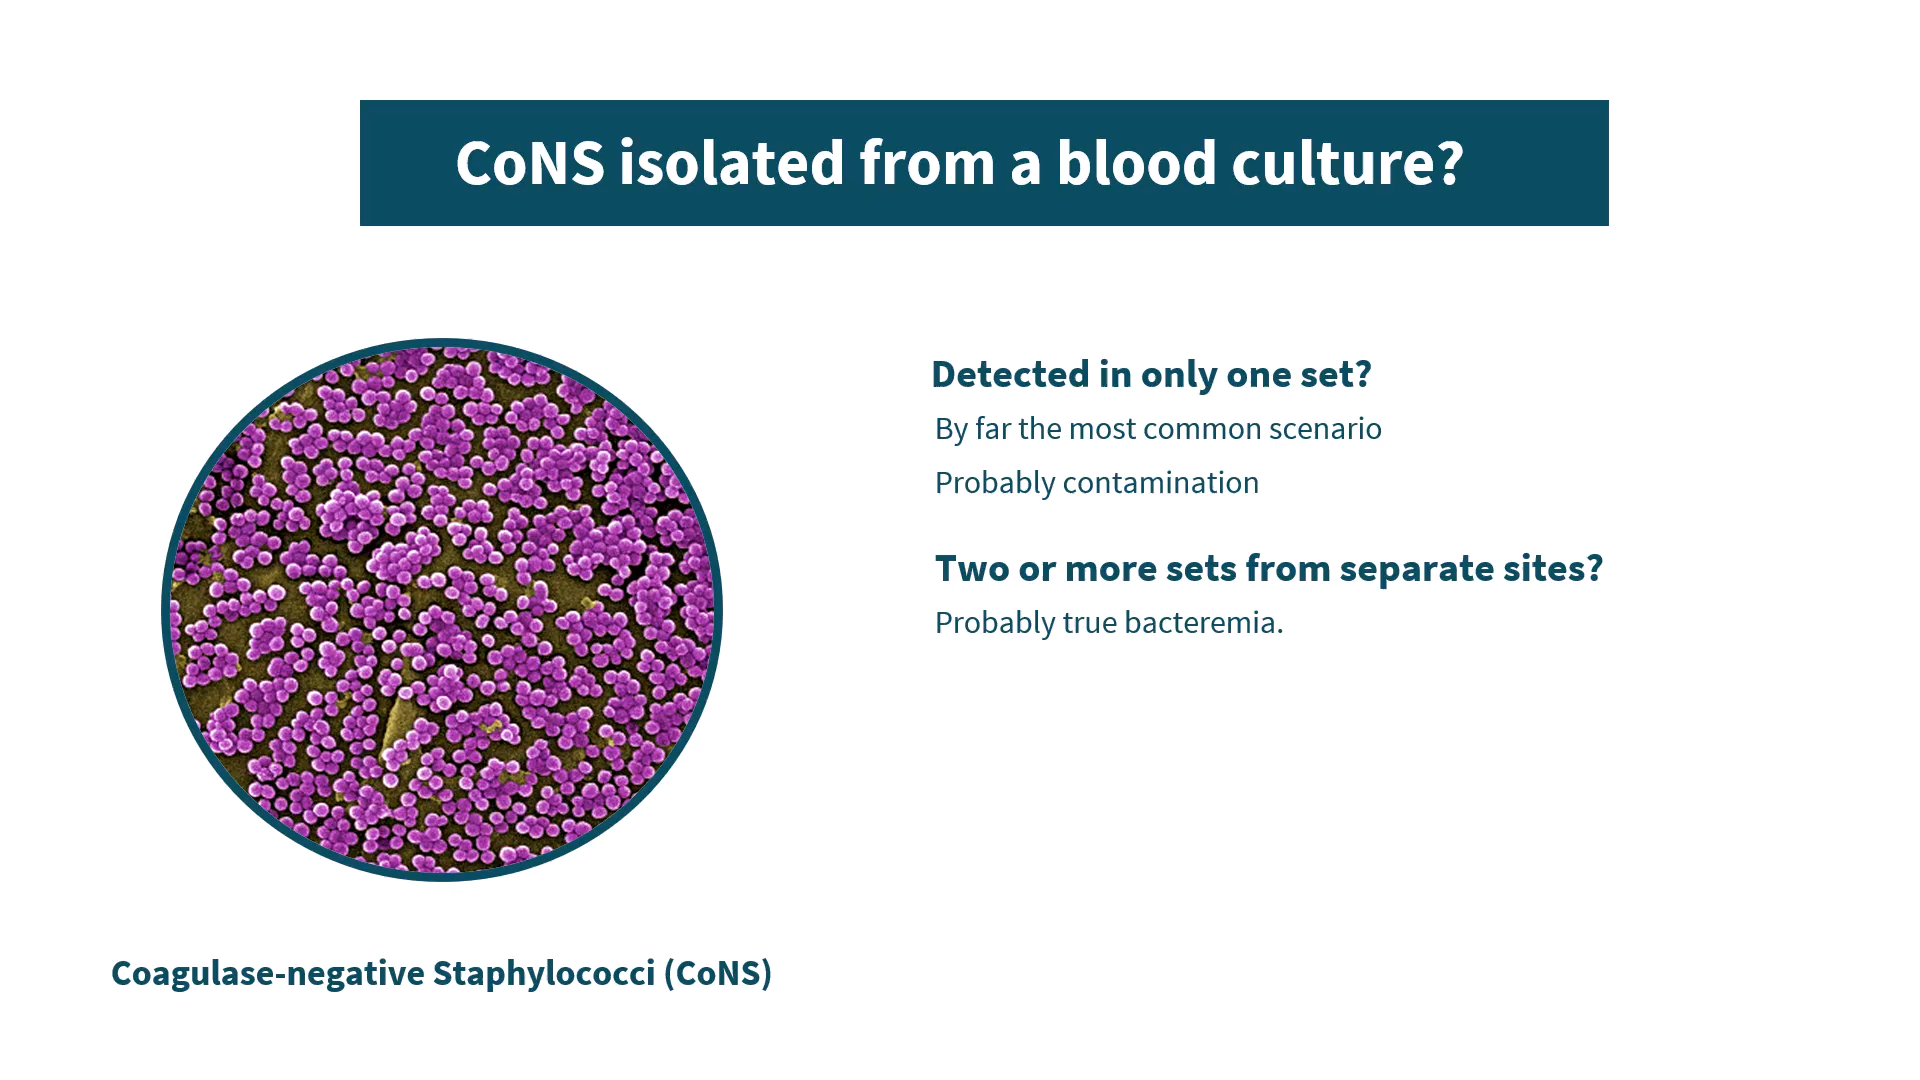 CoNS isolated from a blood culture?
Detected in only one set?
By far the most common scenario
Probably contamination
Two or more sets from separate sites?
Probably true bacteremia.
Coagulase-negative Staphylococci (CoNS)